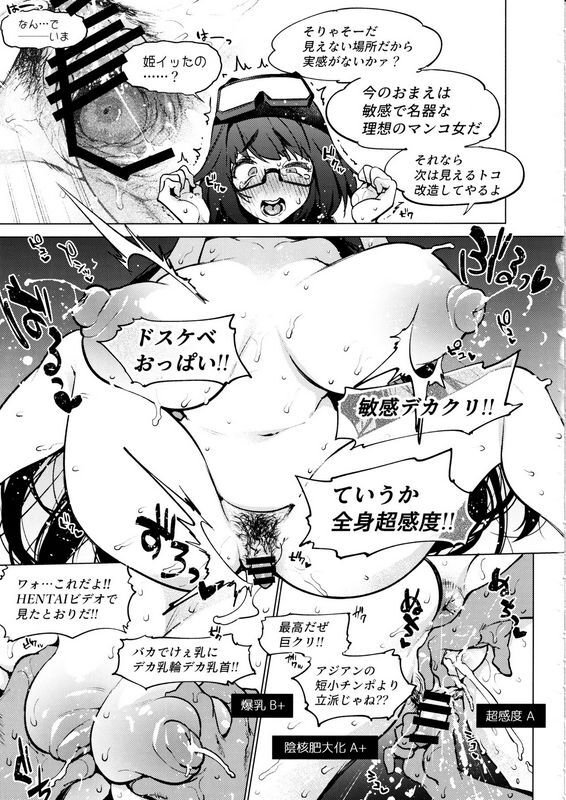 なん…で
━━いま
姫イッたの
……？
そりゃそーだ
見えない場所だから
実感がないかァ？
今のおまえは
敏感で名器な
理想のマンコ女だ
それなら
次は見えるトコ
改造してやるよ
ドスケベ
おっぱい!!
敏感デカクリ!!
ていうか
全身超感度!!
ワォ…これだよ!!
HENTAIビデオで
見たとおりだ!!
バカでけぇ乳に
デカ乳輪デカ乳首!!
爆乳 B+
最高だぜ
巨クリ!!
アジアンの
短小チンポより
立派じゃね??
陰核肥大化 A+
超感度 A